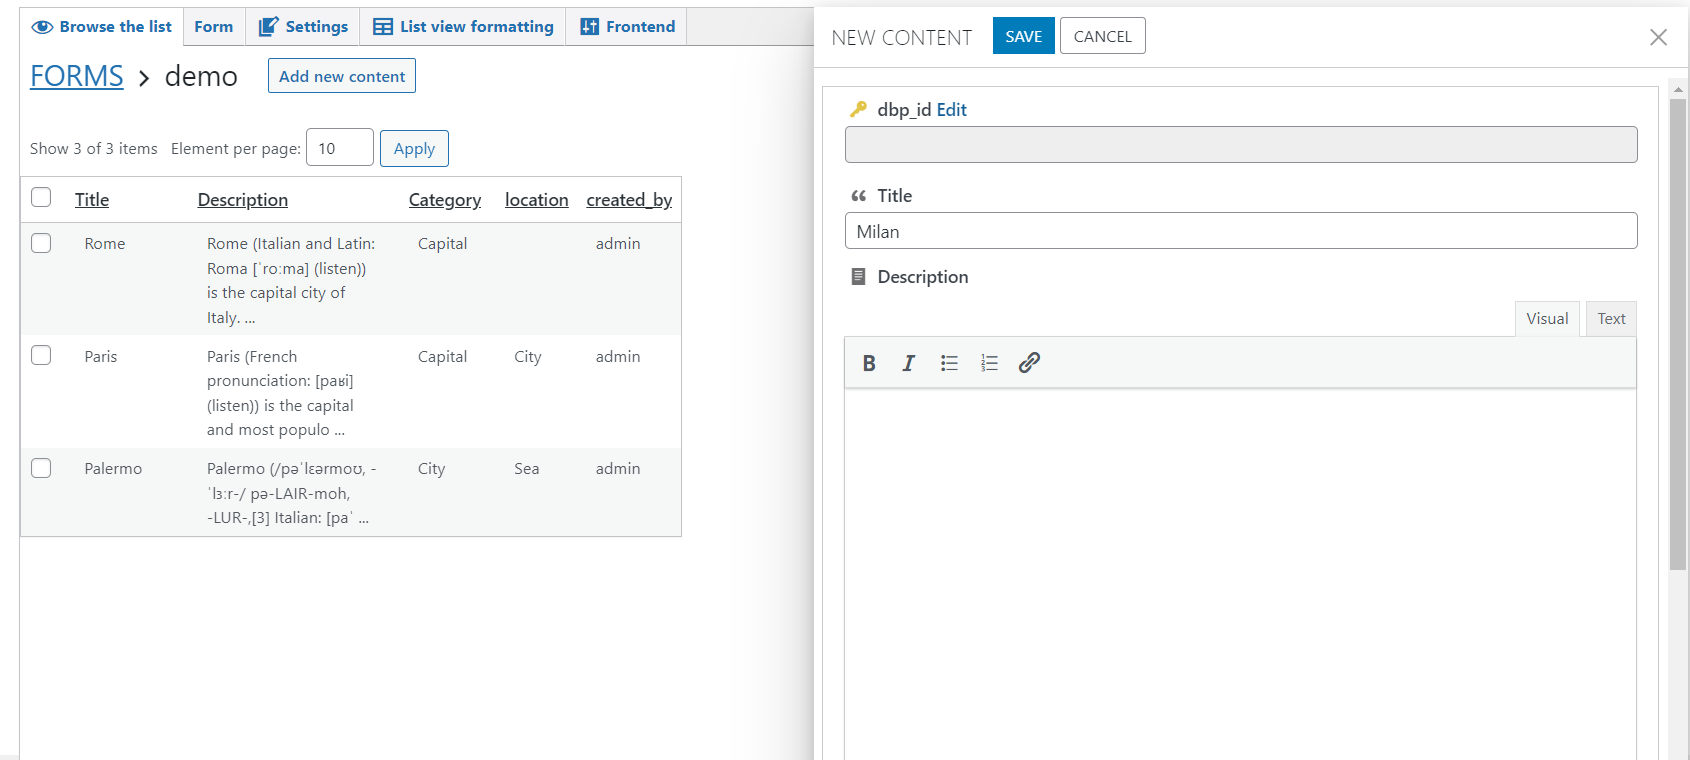 Browse the list
Form
Settings
List view formatting
Frontend
FORMS > demo
Add new content
Show 3 of 3 items Element per page: 10 Apply
Title Description Category location created_by
Rome
Rome (Italian and Latin:
Roma [ˈroːma] (listen))
is the capital city of
Italy. ...
Capital
admin
Paris
Paris (French
pronunciation: [paʁi]
(listen)) is the capital
and most populo ...
Capital
City
admin
Palermo
Palermo (/pəˈlɛərmoʊ, -
ˈlɜːr-/ pə-LAIR-moh,
-LUR-,[3] Italian: [paˈ ...
City
Sea
admin
NEW CONTENT SAVE CANCEL
dbp_id Edit
Title
Milan
Description
Visual Text
B I